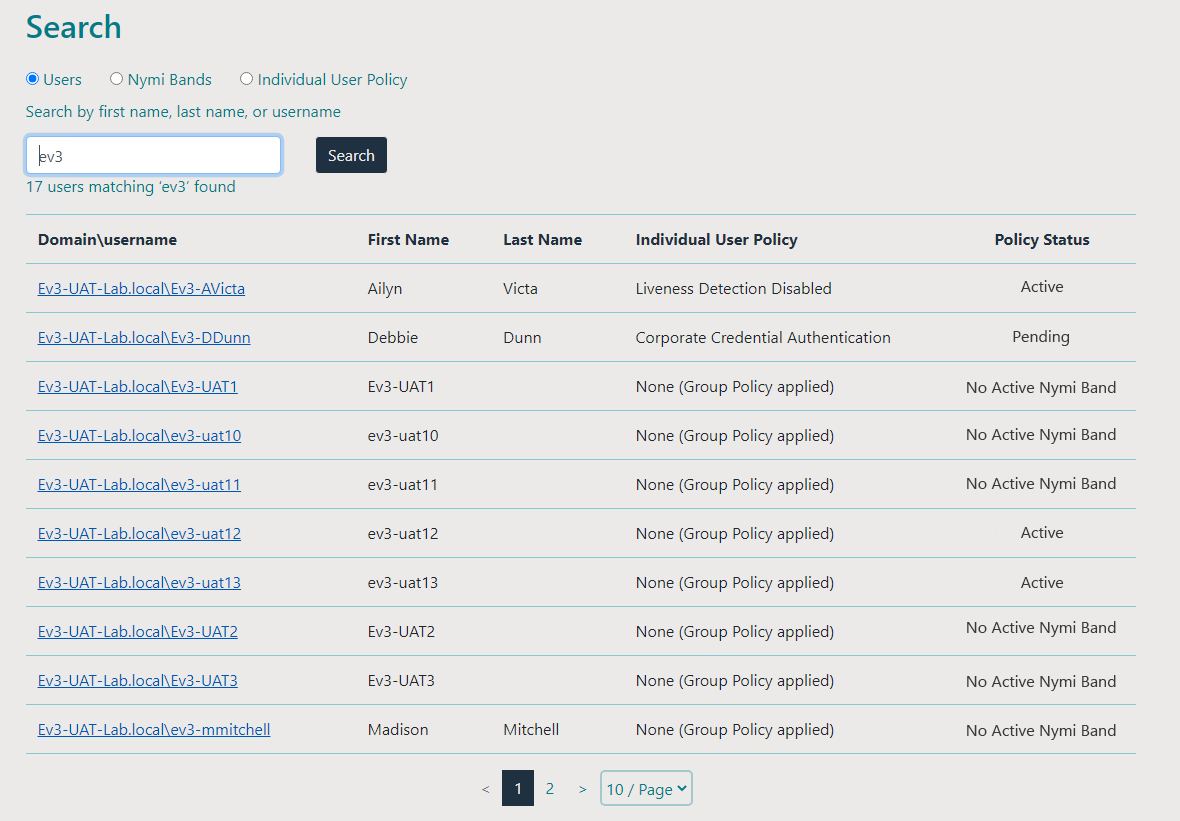 Search
Users Nymi Bands Individual User Policy
Search by first name, last name, or username
ev3 Search
17 users matching ‘ev3’ found
Domain\username First Name Last Name Individual User Policy Policy Status
Ev3-UAT-Lab.local\Ev3-AVicta Ailyn Victa Liveness Detection Disabled Active
Ev3-UAT-Lab.local\Ev3-DDunn Debbie Dunn Corporate Credential Authentication Pending
Ev3-UAT-Lab.local\Ev3-UAT1 Ev3-UAT1 None (Group Policy applied) No Active Nymi Band
Ev3-UAT-Lab.local\ev3-uat10 ev3-uat10 None (Group Policy applied) No Active Nymi Band
Ev3-UAT-Lab.local\ev3-uat11 ev3-uat11 None (Group Policy applied) No Active Nymi Band
Ev3-UAT-Lab.local\ev3-uat12 ev3-uat12 None (Group Policy applied) Active
Ev3-UAT-Lab.local\ev3-uat13 ev3-uat13 None (Group Policy applied) Active
Ev3-UAT-Lab.local\Ev3-UAT2 Ev3-UAT2 None (Group Policy applied) No Active Nymi Band
Ev3-UAT-Lab.local\Ev3-UAT3 Ev3-UAT3 None (Group Policy applied) No Active Nymi Band
Ev3-UAT-Lab.local\ev3-mmitchell Madison Mitchell None (Group Policy applied) No Active Nymi Band
< 1 2 > 10 / Page